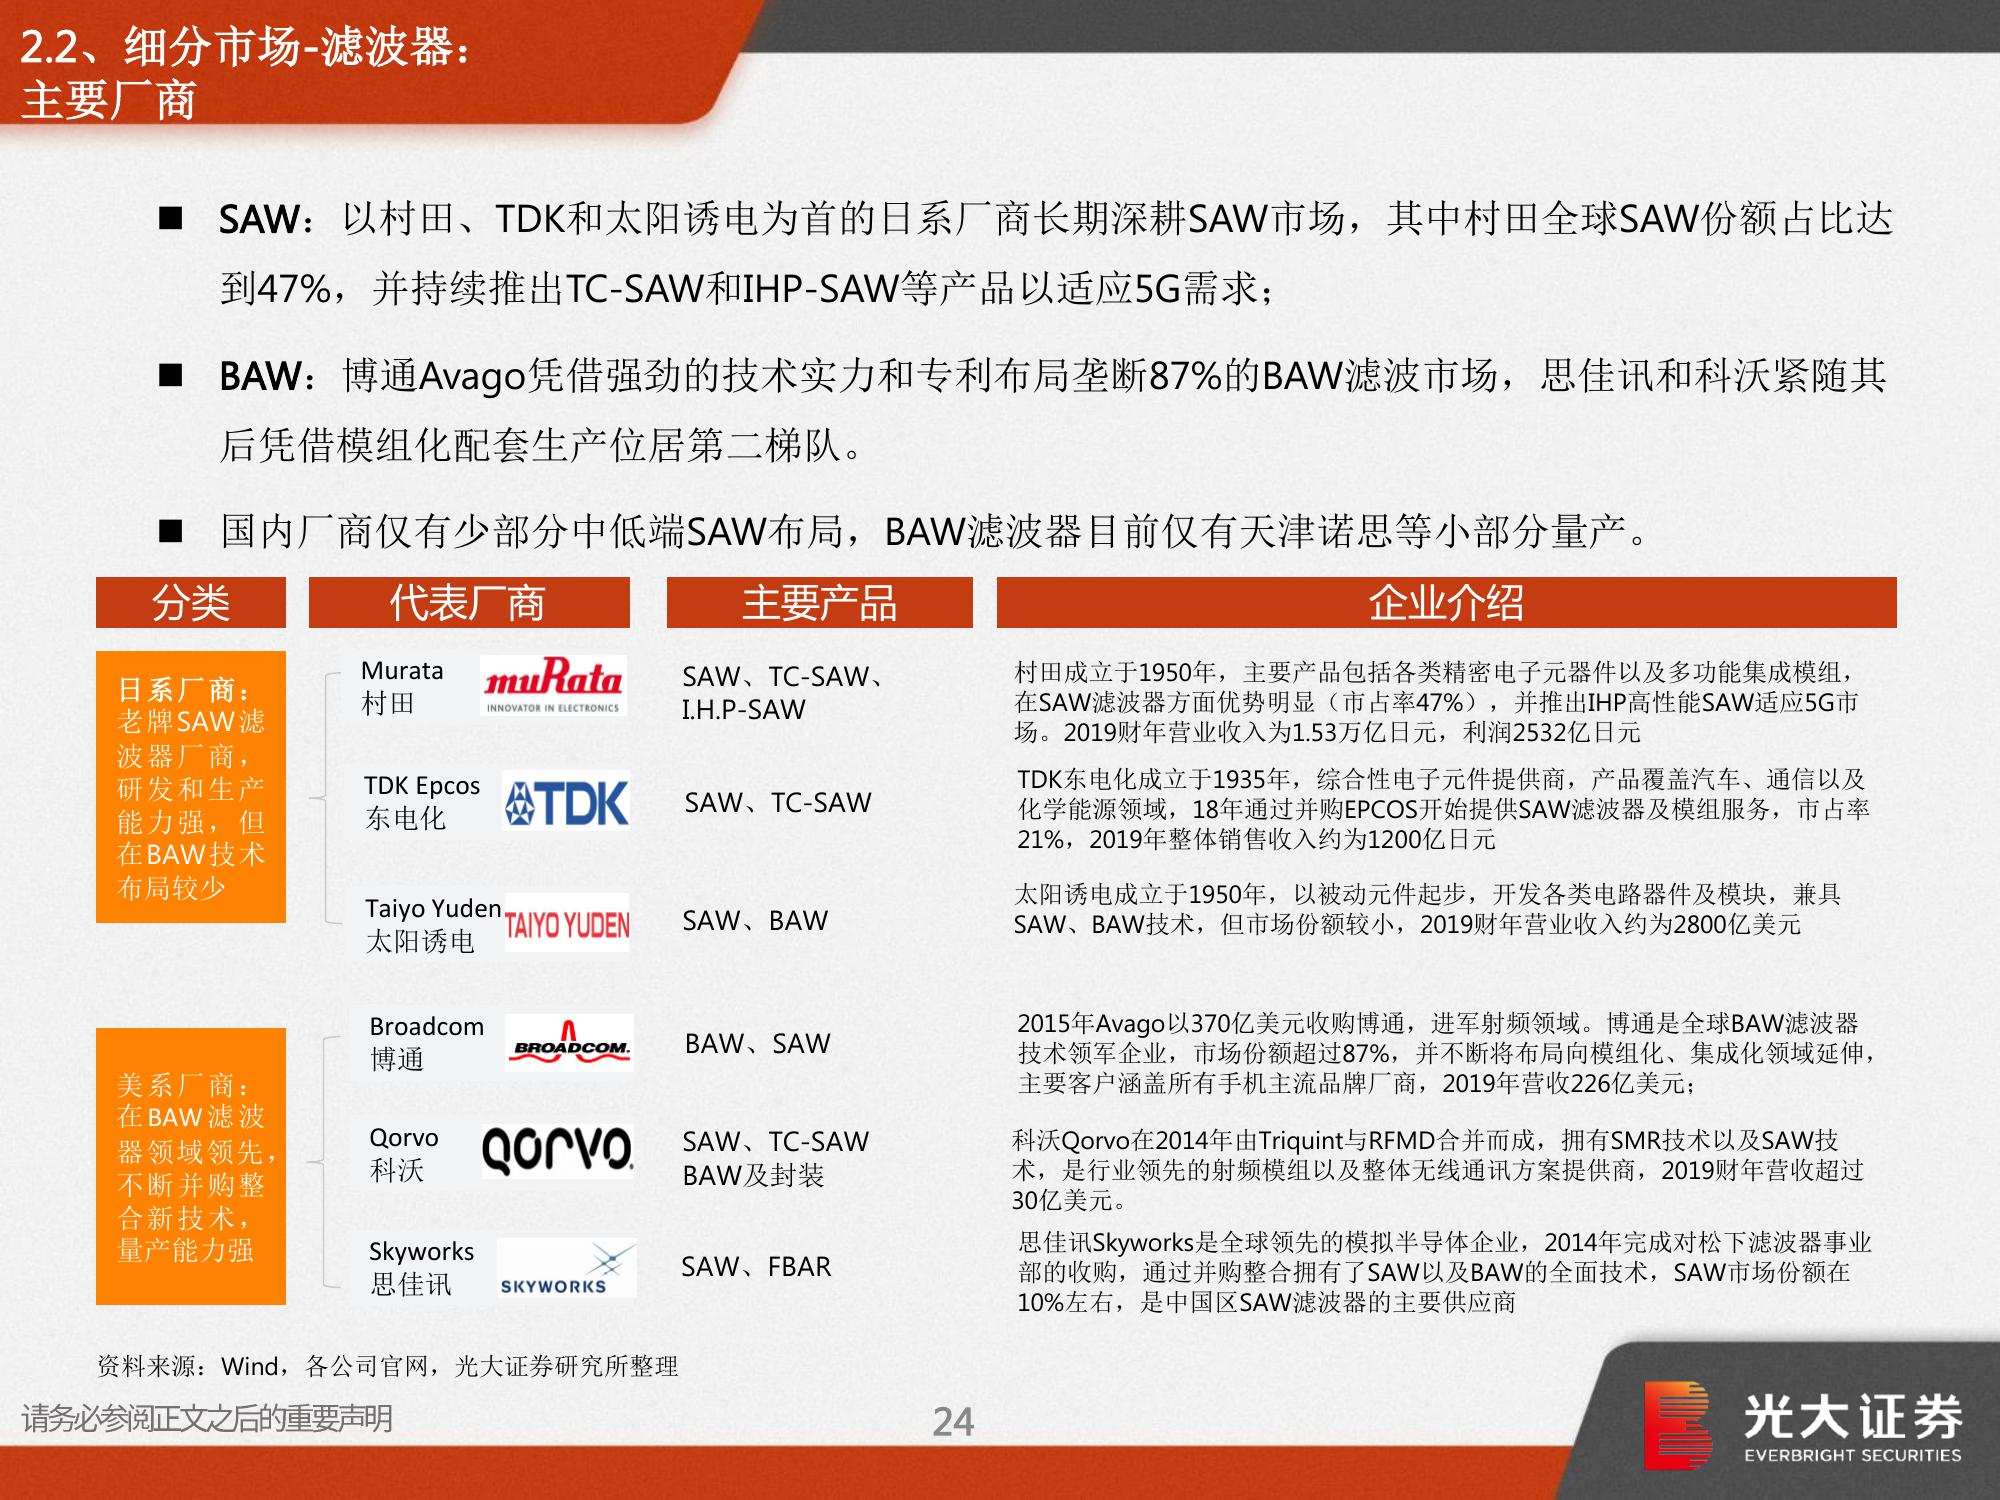 2.2、细分市场-滤波器：
主要厂商
■ SAW：以村田、TDK和太阳诱电为首的日系厂商长期深耕SAW市场，其中村田全球SAW份额占比达
到47%，并持续推出TC-SAW和IHP-SAW等产品以适应5G需求；
■ BAW：博通Avago凭借强劲的技术实力和专利布局垄断87%的BAW滤波市场，思佳讯和科沃紧随其
后凭借模组化配套生产位居第二梯队。
■ 国内厂商仅有少部分中低端SAW布局，BAW滤波器目前仅有天津诺思等小部分量产。
分类
代表厂商
主要产品
企业介绍
日系厂商：
老牌SAW滤
波器厂商，
研发和生产
能力强，但
在BAW技术
布局较少
Murata
村田
muRata
INNOVATOR IN ELECTRONICS
SAW、TC-SAW、
I.H.P-SAW
村田成立于1950年，主要产品包括各类精密电子元器件以及多功能集成模组，
在SAW滤波器方面优势明显（市占率47%），并推出IHP高性能SAW适应5G市
场。2019财年营业收入为1.53万亿日元，利润2532亿日元
TDK Epcos
东电化
TDK
SAW、TC-SAW
TDK东电化成立于1935年，综合性电子元件提供商，产品覆盖汽车、通信以及
化学能源领域，18年通过并购EPCOS开始提供SAW滤波器及模组服务，市占率
21%，2019年整体销售收入约为1200亿日元
Taiyo Yuden
太阳诱电
TAIYO YUDEN
SAW、BAW
太阳诱电成立于1950年，以被动元件起步，开发各类电路器件及模块，兼具
SAW、BAW技术，但市场份额较小，2019财年营业收入约为2800亿美元
美系厂商：
在BAW滤波
器领域领先，
不断并购整
合新技术，
量产能力强
Broadcom
博通
BROADCOM.
BAW、SAW
2015年Avago以370亿美元收购博通，进军射频领域。博通是全球BAW滤波器
技术领军企业，市场份额超过87%，并不断将布局向模组化、集成化领域延伸，
主要客户涵盖所有手机主流品牌厂商，2019年营收226亿美元；
Qorvo
科沃
QORVO
SAW、TC-SAW
BAW及封装
科沃Qorvo在2014年由Triquint与RFMD合并而成，拥有SMR技术以及SAW技
术，是行业领先的射频模组以及整体无线通讯方案提供商，2019财年营收超过
30亿美元。
Skyworks
思佳讯
SKYWORKS
SAW、FBAR
思佳讯Skyworks是全球领先的模拟半导体企业，2014年完成对松下滤波器事业
部的收购，通过并购整合拥有了SAW以及BAW的全面技术，SAW市场份额在
10%左右，是中国区SAW滤波器的主要供应商
资料来源：Wind，各公司官网，光大证券研究所整理
请务必参阅正文之后的重要声明
24
光大证券
EVERBRIGHT SECURITIES